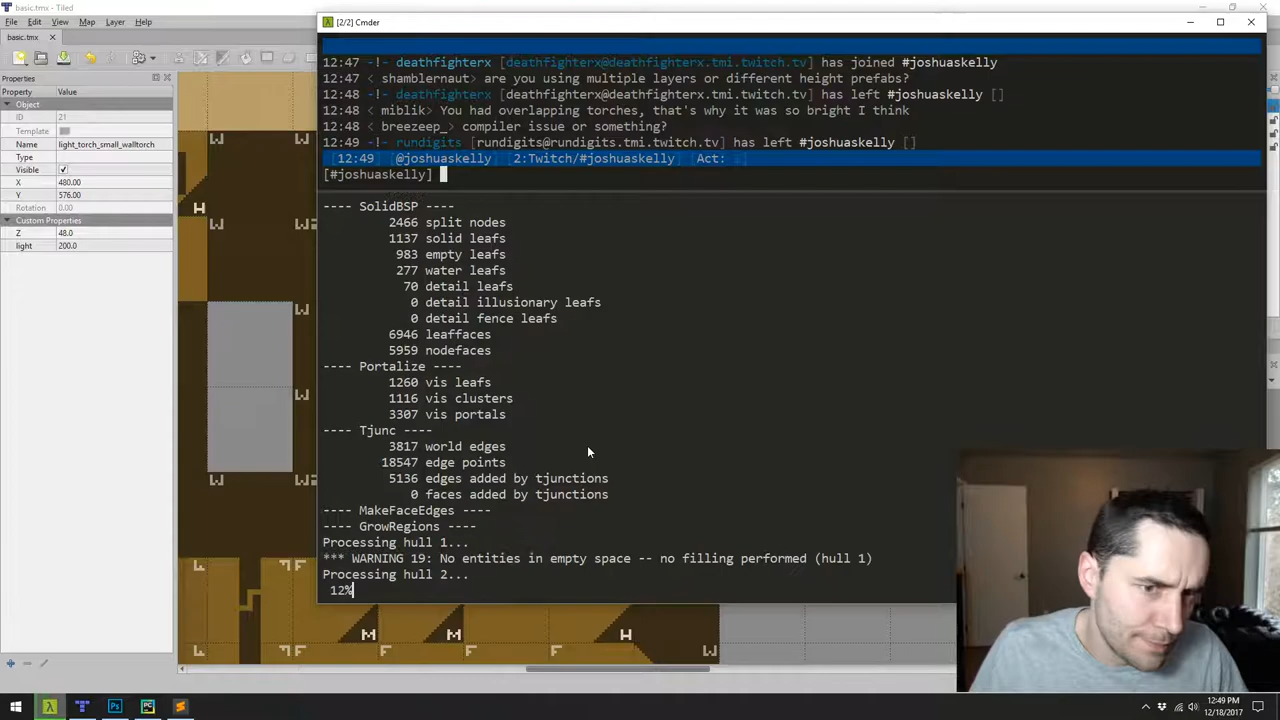 basic.tmx - Tiled
File Edit View Map Layer Help
basic.tmx
Properties
Property Value
Object
ID 21
Template
Name light_torch_small_walltorch
Type
Visible
X 480.00
Y 576.00
Rotation 0.00
Custom Properties
Z 48.0
light 200.0
[2/2] Cmder
12:47 -!- deathfighterx [deathfighterx@deathfighterx.tmi.twitch.tv] has joined #joshuaskelly
12:47 < shamblernaut> are you using multiple layers or different height prefabs?
12:48 -!- deathfighterx [deathfighterx@deathfighterx.tmi.twitch.tv] has left #joshuaskelly []
12:48 < miblik> You had overlapping torches, that's why it was so bright I think
12:48 < breezeep_> compiler issue or something?
12:49 -!- rundigits [rundigits@rundigits.tmi.twitch.tv] has left #joshuaskelly []
[12:49] [@joshuaskelly] [2:Twitch/#joshuaskelly] [Act: ]
[#joshuaskelly]
---- SolidBSP ----
2466 split nodes
1137 solid leafs
983 empty leafs
277 water leafs
70 detail leafs
0 detail illusionary leafs
0 detail fence leafs
6946 leaffaces
5959 nodefaces
---- Portalize ----
1260 vis leafs
1116 vis clusters
3307 vis portals
---- Tjunc ----
3817 world edges
18547 edge points
5136 edges added by tjunctions
0 faces added by tjunctions
---- MakeFaceEdges ----
---- GrowRegions ----
Processing hull 1...
*** WARNING 19: No entities in empty space -- no filling performed (hull 1)
Processing hull 2...
12%
H
W
W
W
W
W
W
M
M
H
F
F
F
F
W
12:49 PM
12/18/2017